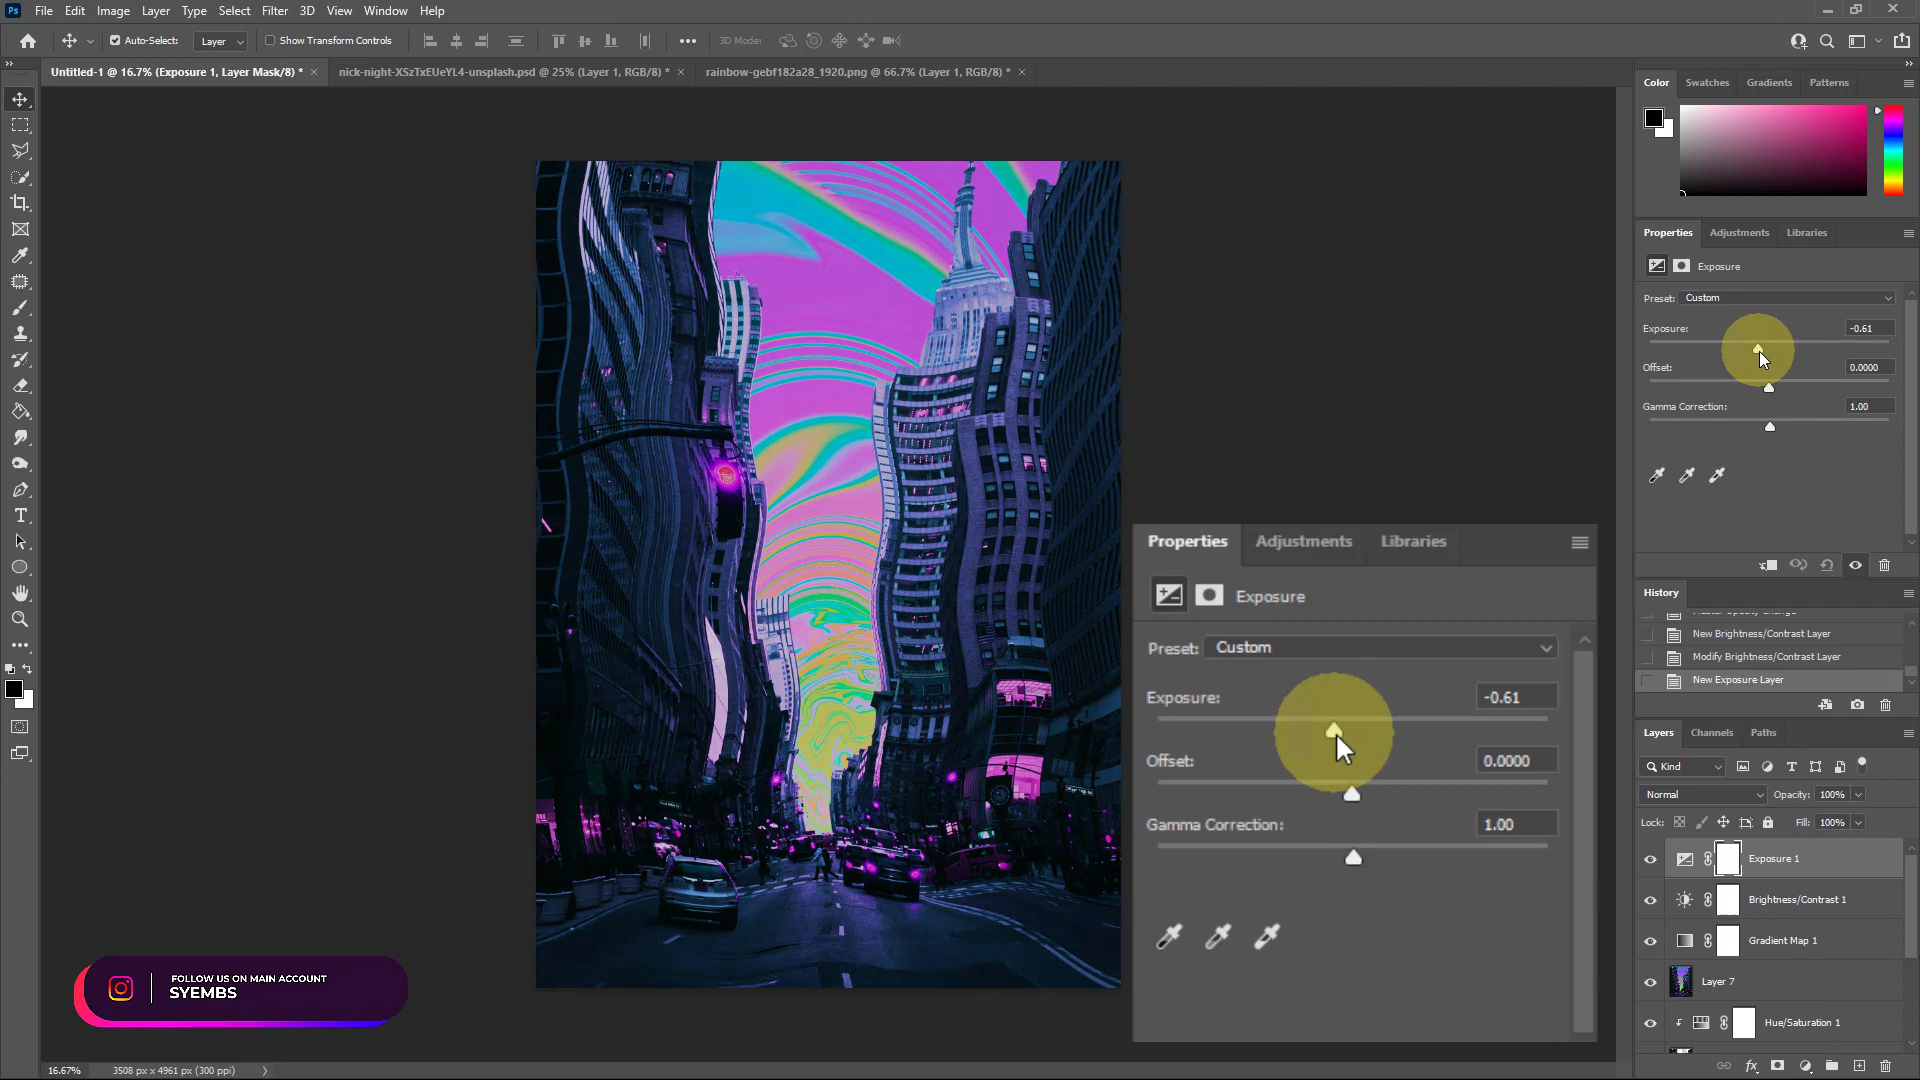 Ps File Edit Image Layer Type Select Filter 3D View Window Help
Auto-Select: Layer Show Transform Controls 3D Mode:
Untitled-1 @ 16.7% (Exposure 1, Layer Mask/8) * × nick-night-XSzTxEUeYL4-unsplash.psd @ 25% (Layer 1, RGB/8) * × rainbow-gebf182a28_1920.png @ 66.7% (Layer 1, RGB/8) * ×
Color Swatches Gradients Patterns
Properties Adjustments Libraries
Exposure
Preset: Custom
Exposure: -0.61
Offset: 0.0000
Gamma Correction: 1.00
Properties Adjustments Libraries
Exposure
Preset: Custom
Exposure: -0.61
Offset: 0.0000
Gamma Correction: 1.00
History
New Brightness/Contrast Layer
Modify Brightness/Contrast Layer
New Exposure Layer
Layers Channels Paths
Kind
Normal Opacity: 100%
Lock: Fill: 100%
Exposure 1
Brightness/Contrast 1
Gradient Map 1
Layer 7
Hue/Saturation 1
FOLLOW US ON MAIN ACCOUNT
SYEMBS
16.67% 3508 px x 4961 px (300 ppi)